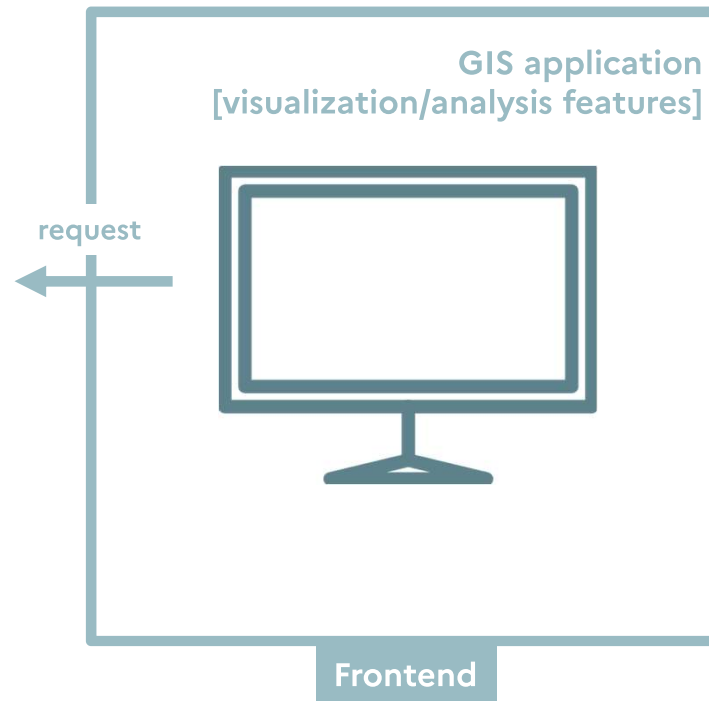 GIS application
[visualization/analysis features]
request
Frontend